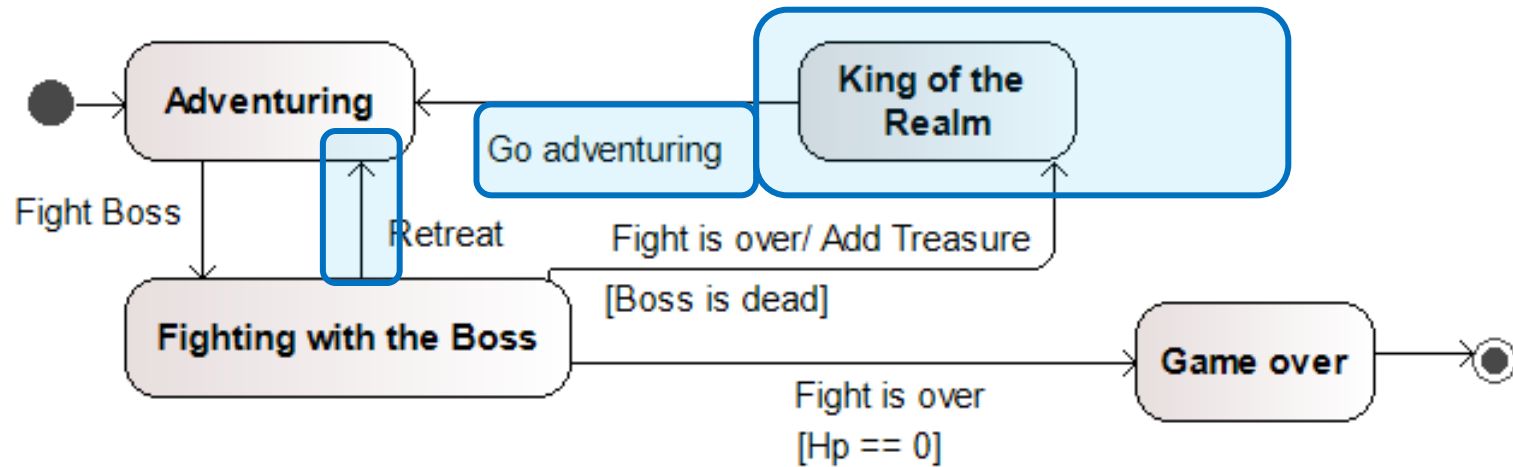 King of the
Realm
Adventuring
Go adventuring
Fight Boss
Retreat
Fight is over/ Add Treasure
[Boss is dead]
Fighting with the Boss
Game over
Fight is over
[Hp == 0]